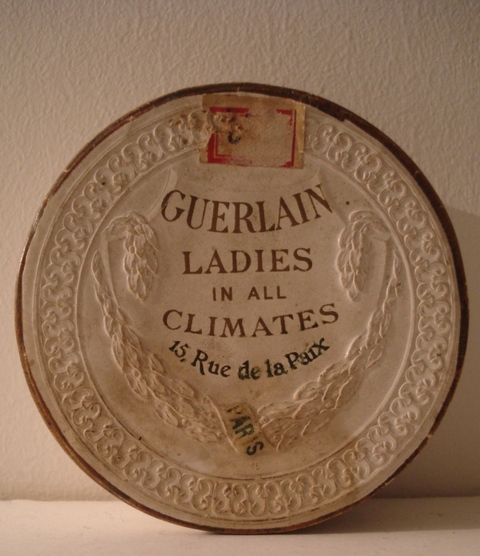 GUERLAIN
LADIES
IN ALL
CLIMATES
15, Rue de la Paix
PARIS